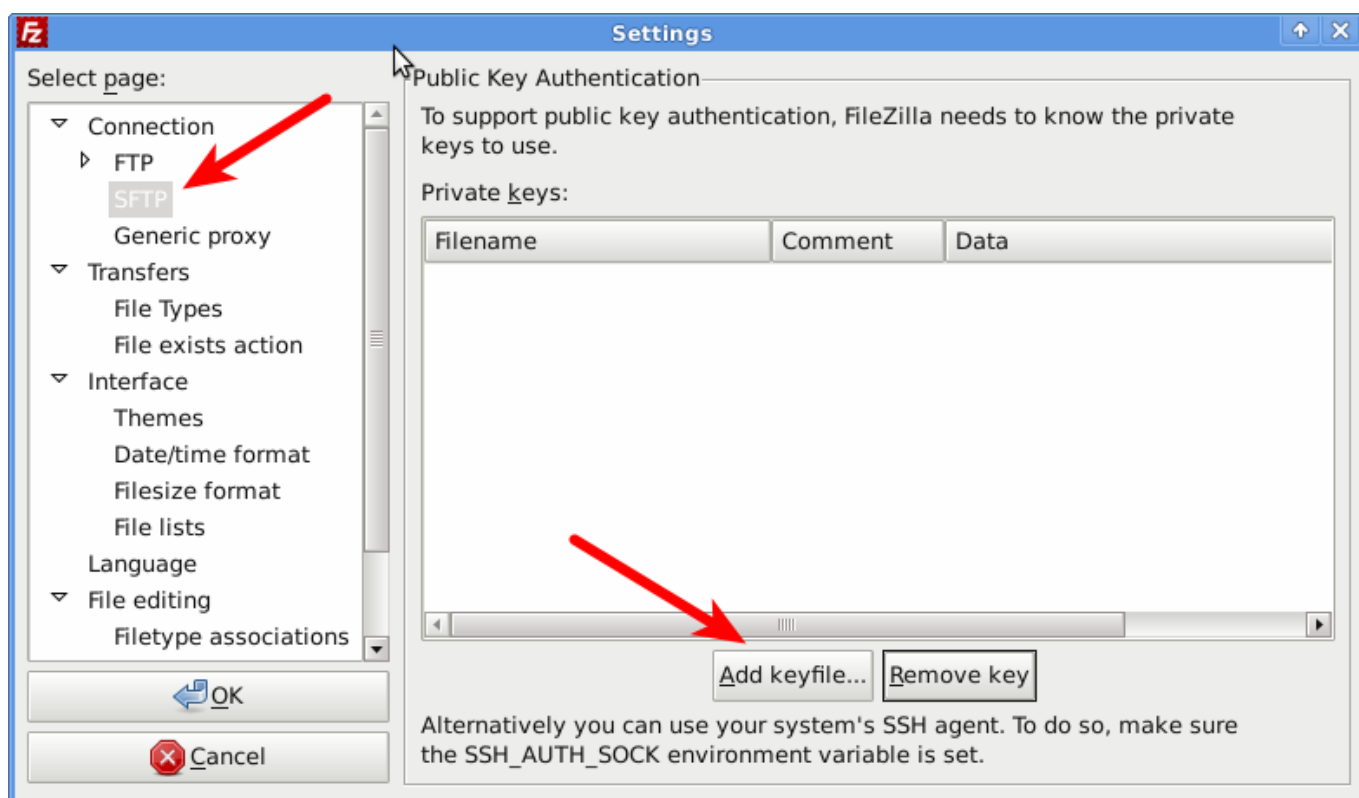 Fz
Settings
Select page:
Connection
FTP
SFTP
Generic proxy
Transfers
File Types
File exists action
Interface
Themes
Date/time format
Filesize format
File lists
Language
File editing
Filetype associations
OK
Cancel
Public Key Authentication
To support public key authentication, FileZilla needs to know the private
keys to use.
Private keys:
Filename Comment Data
Add keyfile... Remove key
Alternatively you can use your system's SSH agent. To do so, make sure
the SSH_AUTH_SOCK environment variable is set.